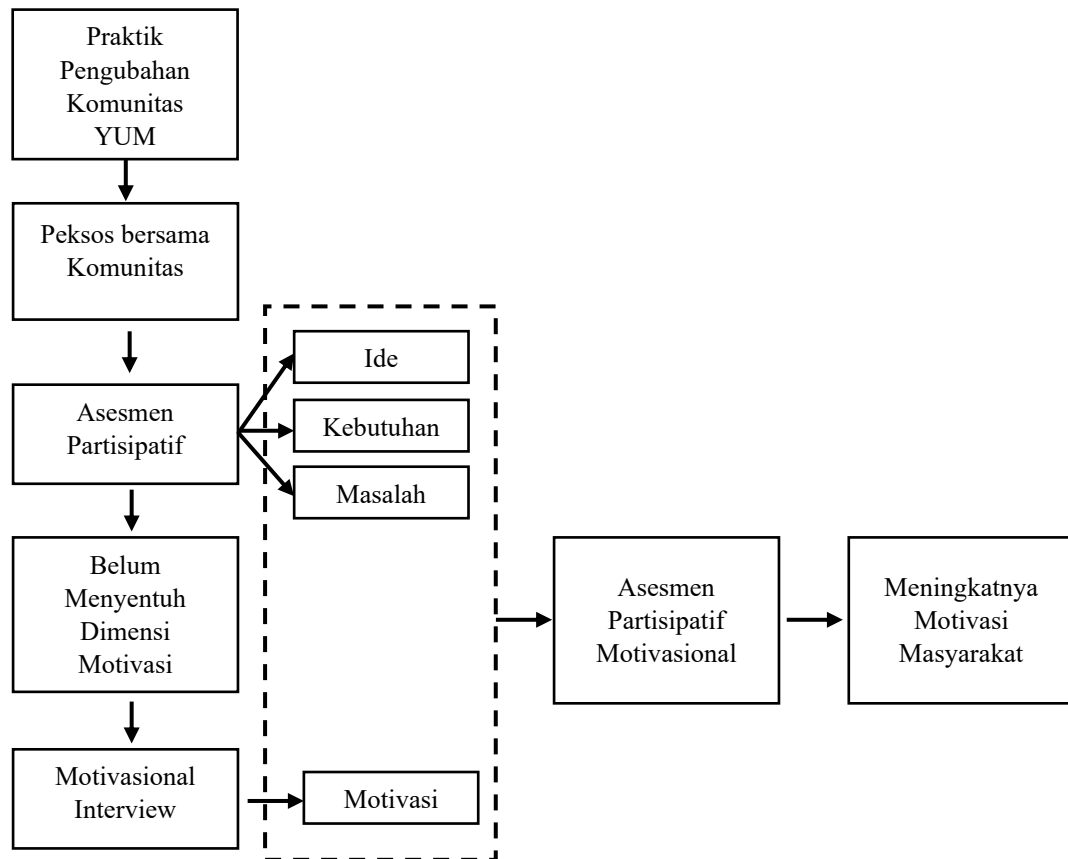 Praktik
Pengubahan
Komunitas
YUM
Peksos bersama
Komunitas
Asesmen
Partisipatif
Ide
Kebutuhan
Masalah
Belum
Menyentuh
Dimensi
Motivasi
Motivasional
Interview
Motivasi
Asesmen
Partisipatif
Motivasional
Meningkatnya
Motivasi
Masyarakat